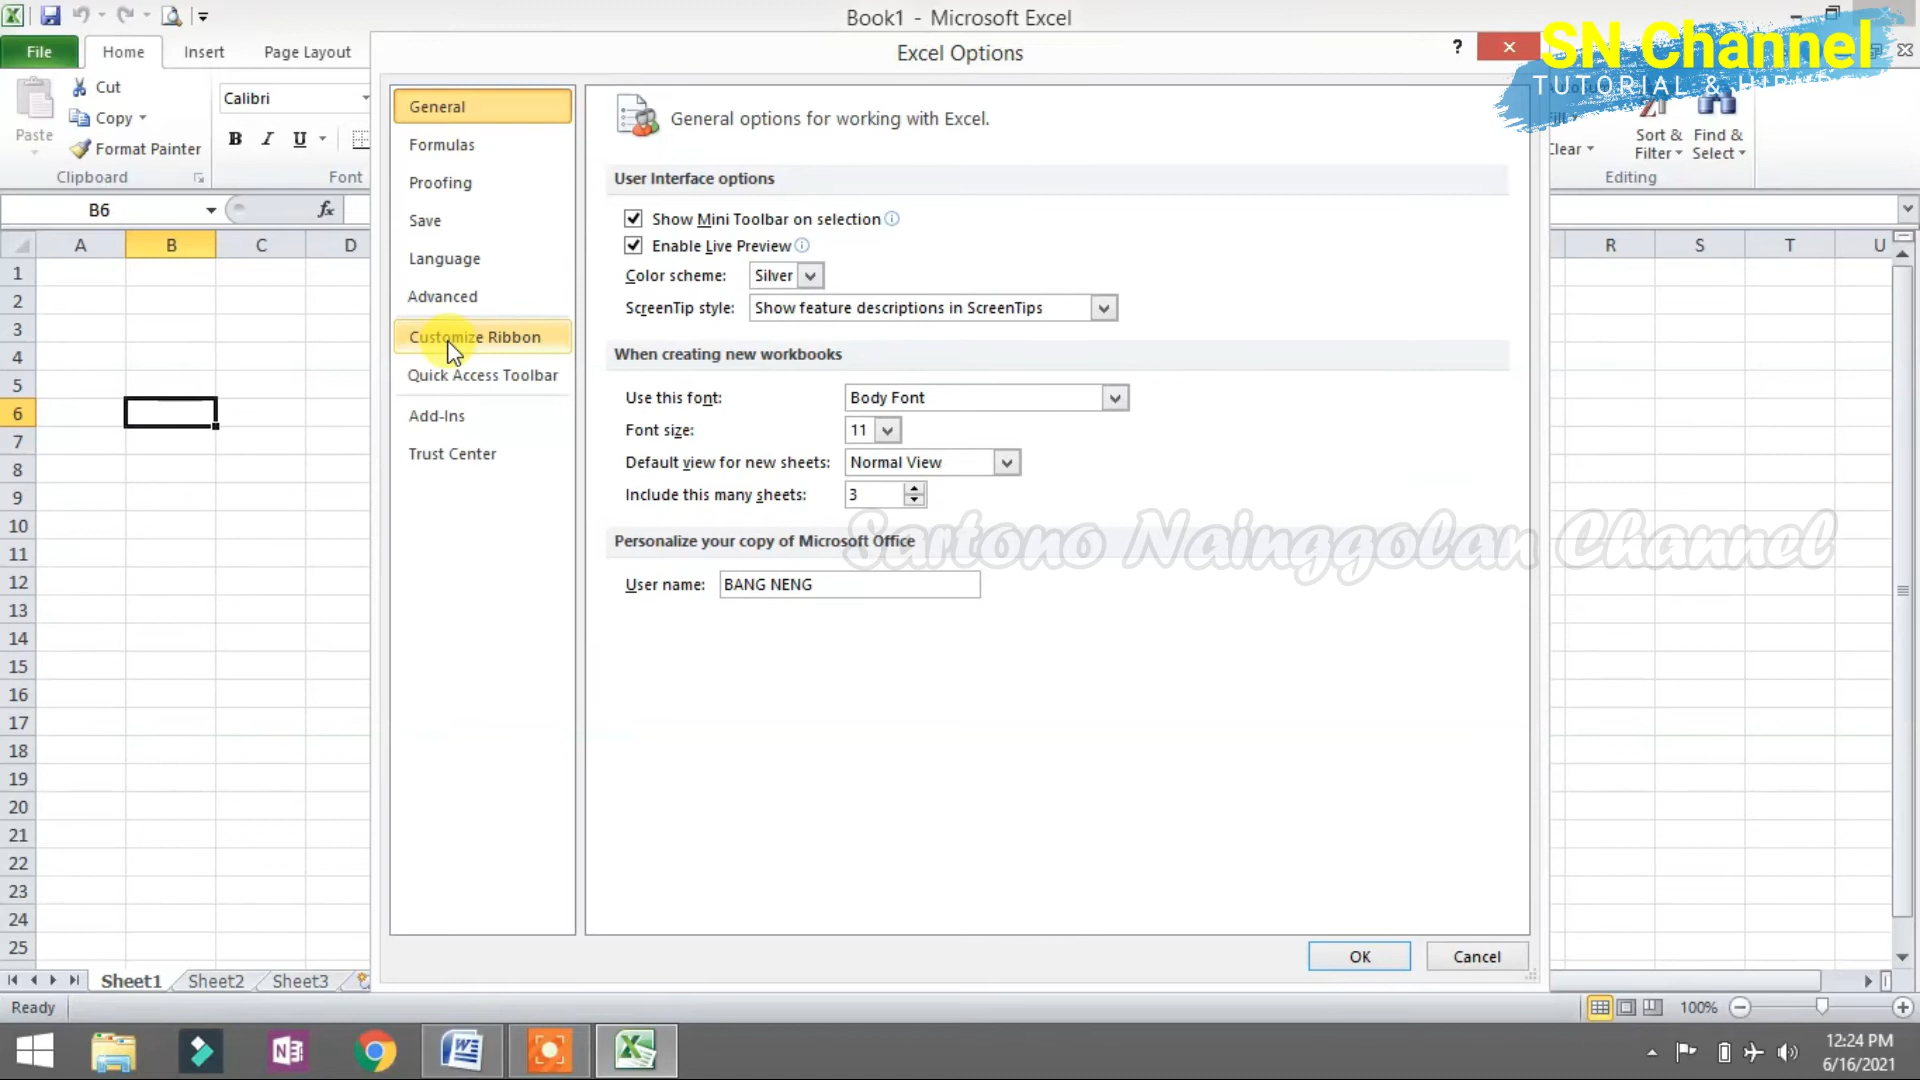 Book1 - Microsoft Excel
SN Channel
TUTORIAL &
File Home Insert Page Layout
Excel Options
?
Cut
Copy
Paste
Format Painter
Clipboard
Calibri
B I U
Font
Fill
Clear
Sort & Filter
Find & Select
Editing
B6
fx
A B C D R S T U
1
2
3
4
5
6
7
8
9
10
11
12
13
14
15
16
17
18
19
20
21
22
23
24
25
General
Formulas
Proofing
Save
Language
Advanced
Customize Ribbon
Quick Access Toolbar
Add-Ins
Trust Center
General options for working with Excel.
User Interface options
Show Mini Toolbar on selection
Enable Live Preview
Color scheme: Silver
ScreenTip style: Show feature descriptions in ScreenTips
When creating new workbooks
Use this font: Body Font
Font size: 11
Default view for new sheets: Normal View
Include this many sheets: 3
Sartono Nainggolan Channel
Personalize your copy of Microsoft Office
User name: BANG NENG
OK Cancel
Sheet1 Sheet2 Sheet3
Ready
100%
12:24 PM
6/16/2021